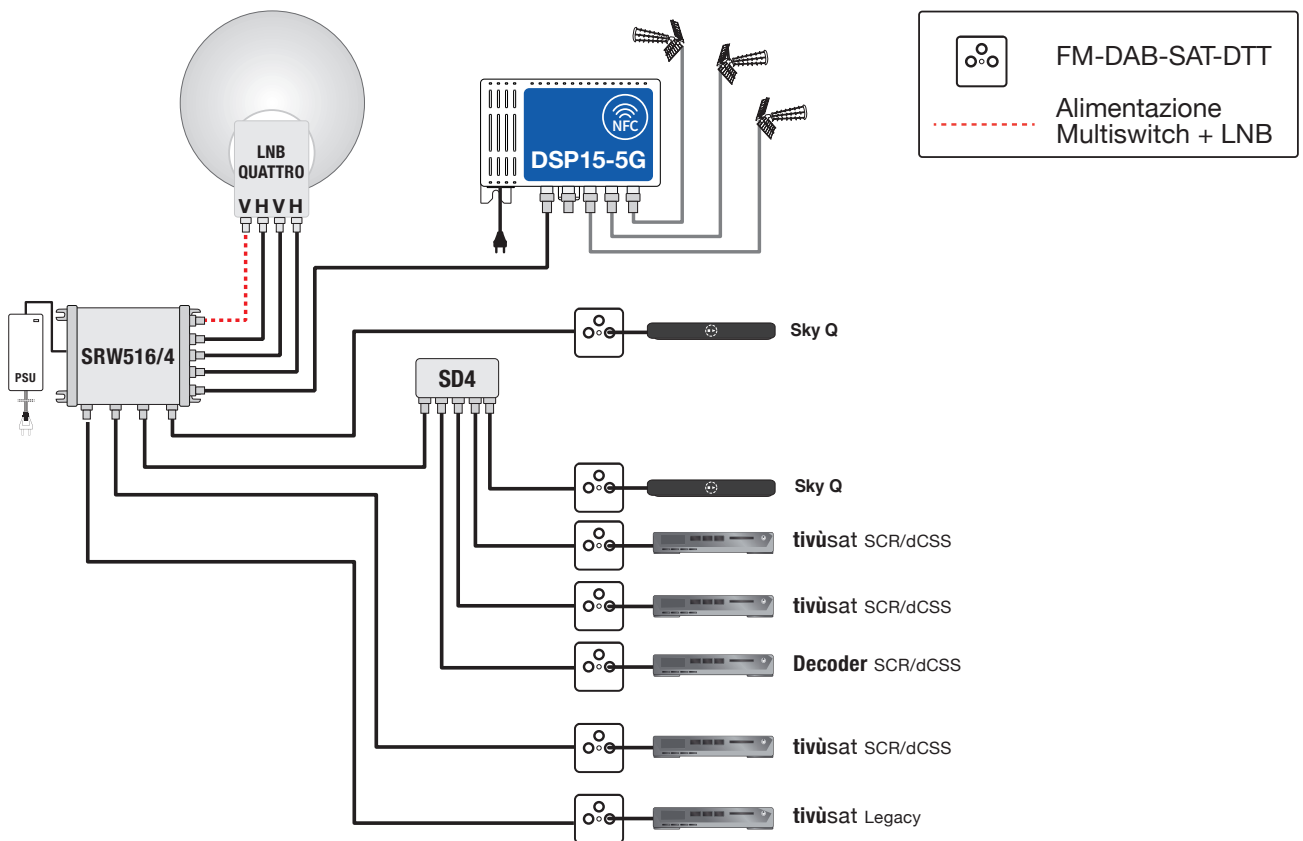 LNB
QUATTRO
V H V H
NFC
DSP15-5G
FM-DAB-SAT-DTT
Alimentazione
Multiswitch + LNB
PSU
SRW516/4
SD4
Sky Q
Sky Q
tivùsat SCR/dCSS
tivùsat SCR/dCSS
Decoder SCR/dCSS
tivùsat SCR/dCSS
tivùsat Legacy